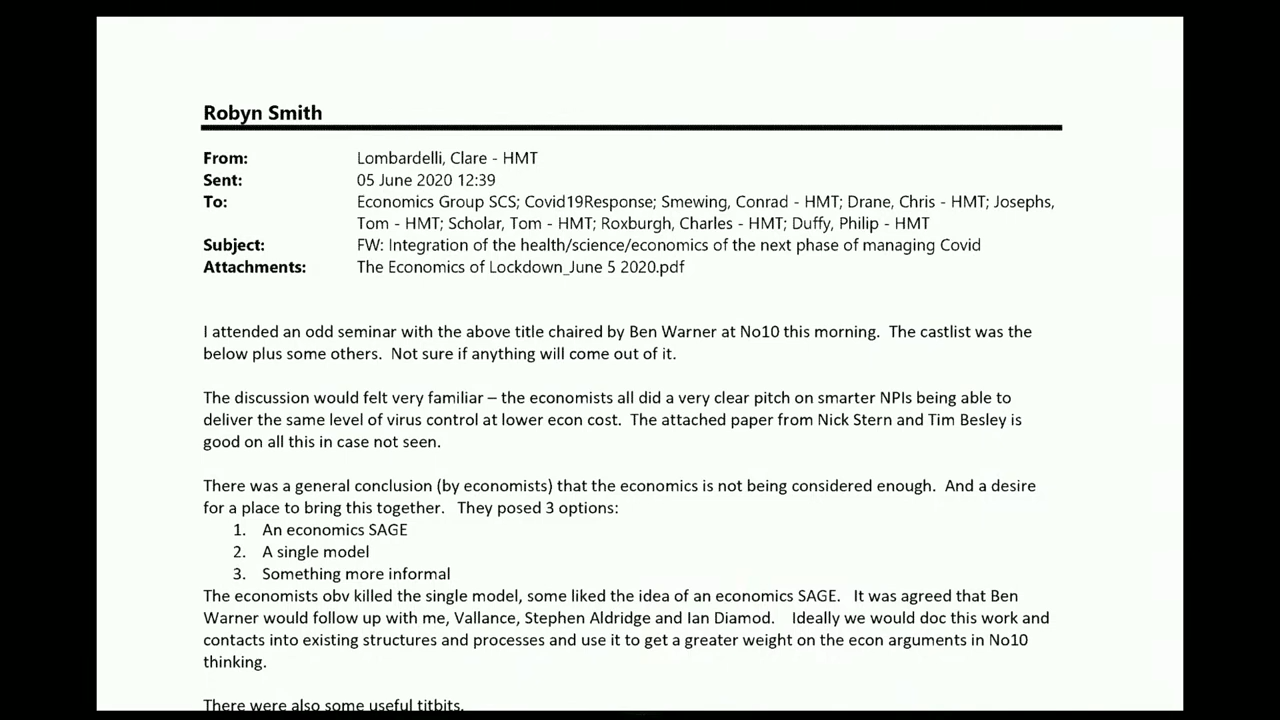 Robyn Smith
From: Lombardelli, Clare - HMT
Sent: 05 June 2020 12:39
To: Economics Group SCS; Covid19Response; Smewing, Conrad - HMT; Drane, Chris - HMT; Josephs,
Tom - HMT; Scholar, Tom - HMT; Roxburgh, Charles - HMT; Duffy, Philip - HMT
Subject: FW: Integration of the health/science/economics of the next phase of managing Covid
Attachments: The Economics of Lockdown_June 5 2020.pdf
I attended an odd seminar with the above title chaired by Ben Warner at No10 this morning. The castlist was the
below plus some others. Not sure if anything will come out of it.
The discussion would felt very familiar – the economists all did a very clear pitch on smarter NPIs being able to
deliver the same level of virus control at lower econ cost. The attached paper from Nick Stern and Tim Besley is
good on all this in case not seen.
There was a general conclusion (by economists) that the economics is not being considered enough. And a desire
for a place to bring this together. They posed 3 options:
1. An economics SAGE
2. A single model
3. Something more informal
The economists obv killed the single model, some liked the idea of an economics SAGE. It was agreed that Ben
Warner would follow up with me, Vallance, Stephen Aldridge and Ian Diamod. Ideally we would doc this work and
contacts into existing structures and processes and use it to get a greater weight on the econ arguments in No10
thinking.
There were also some useful titbits.